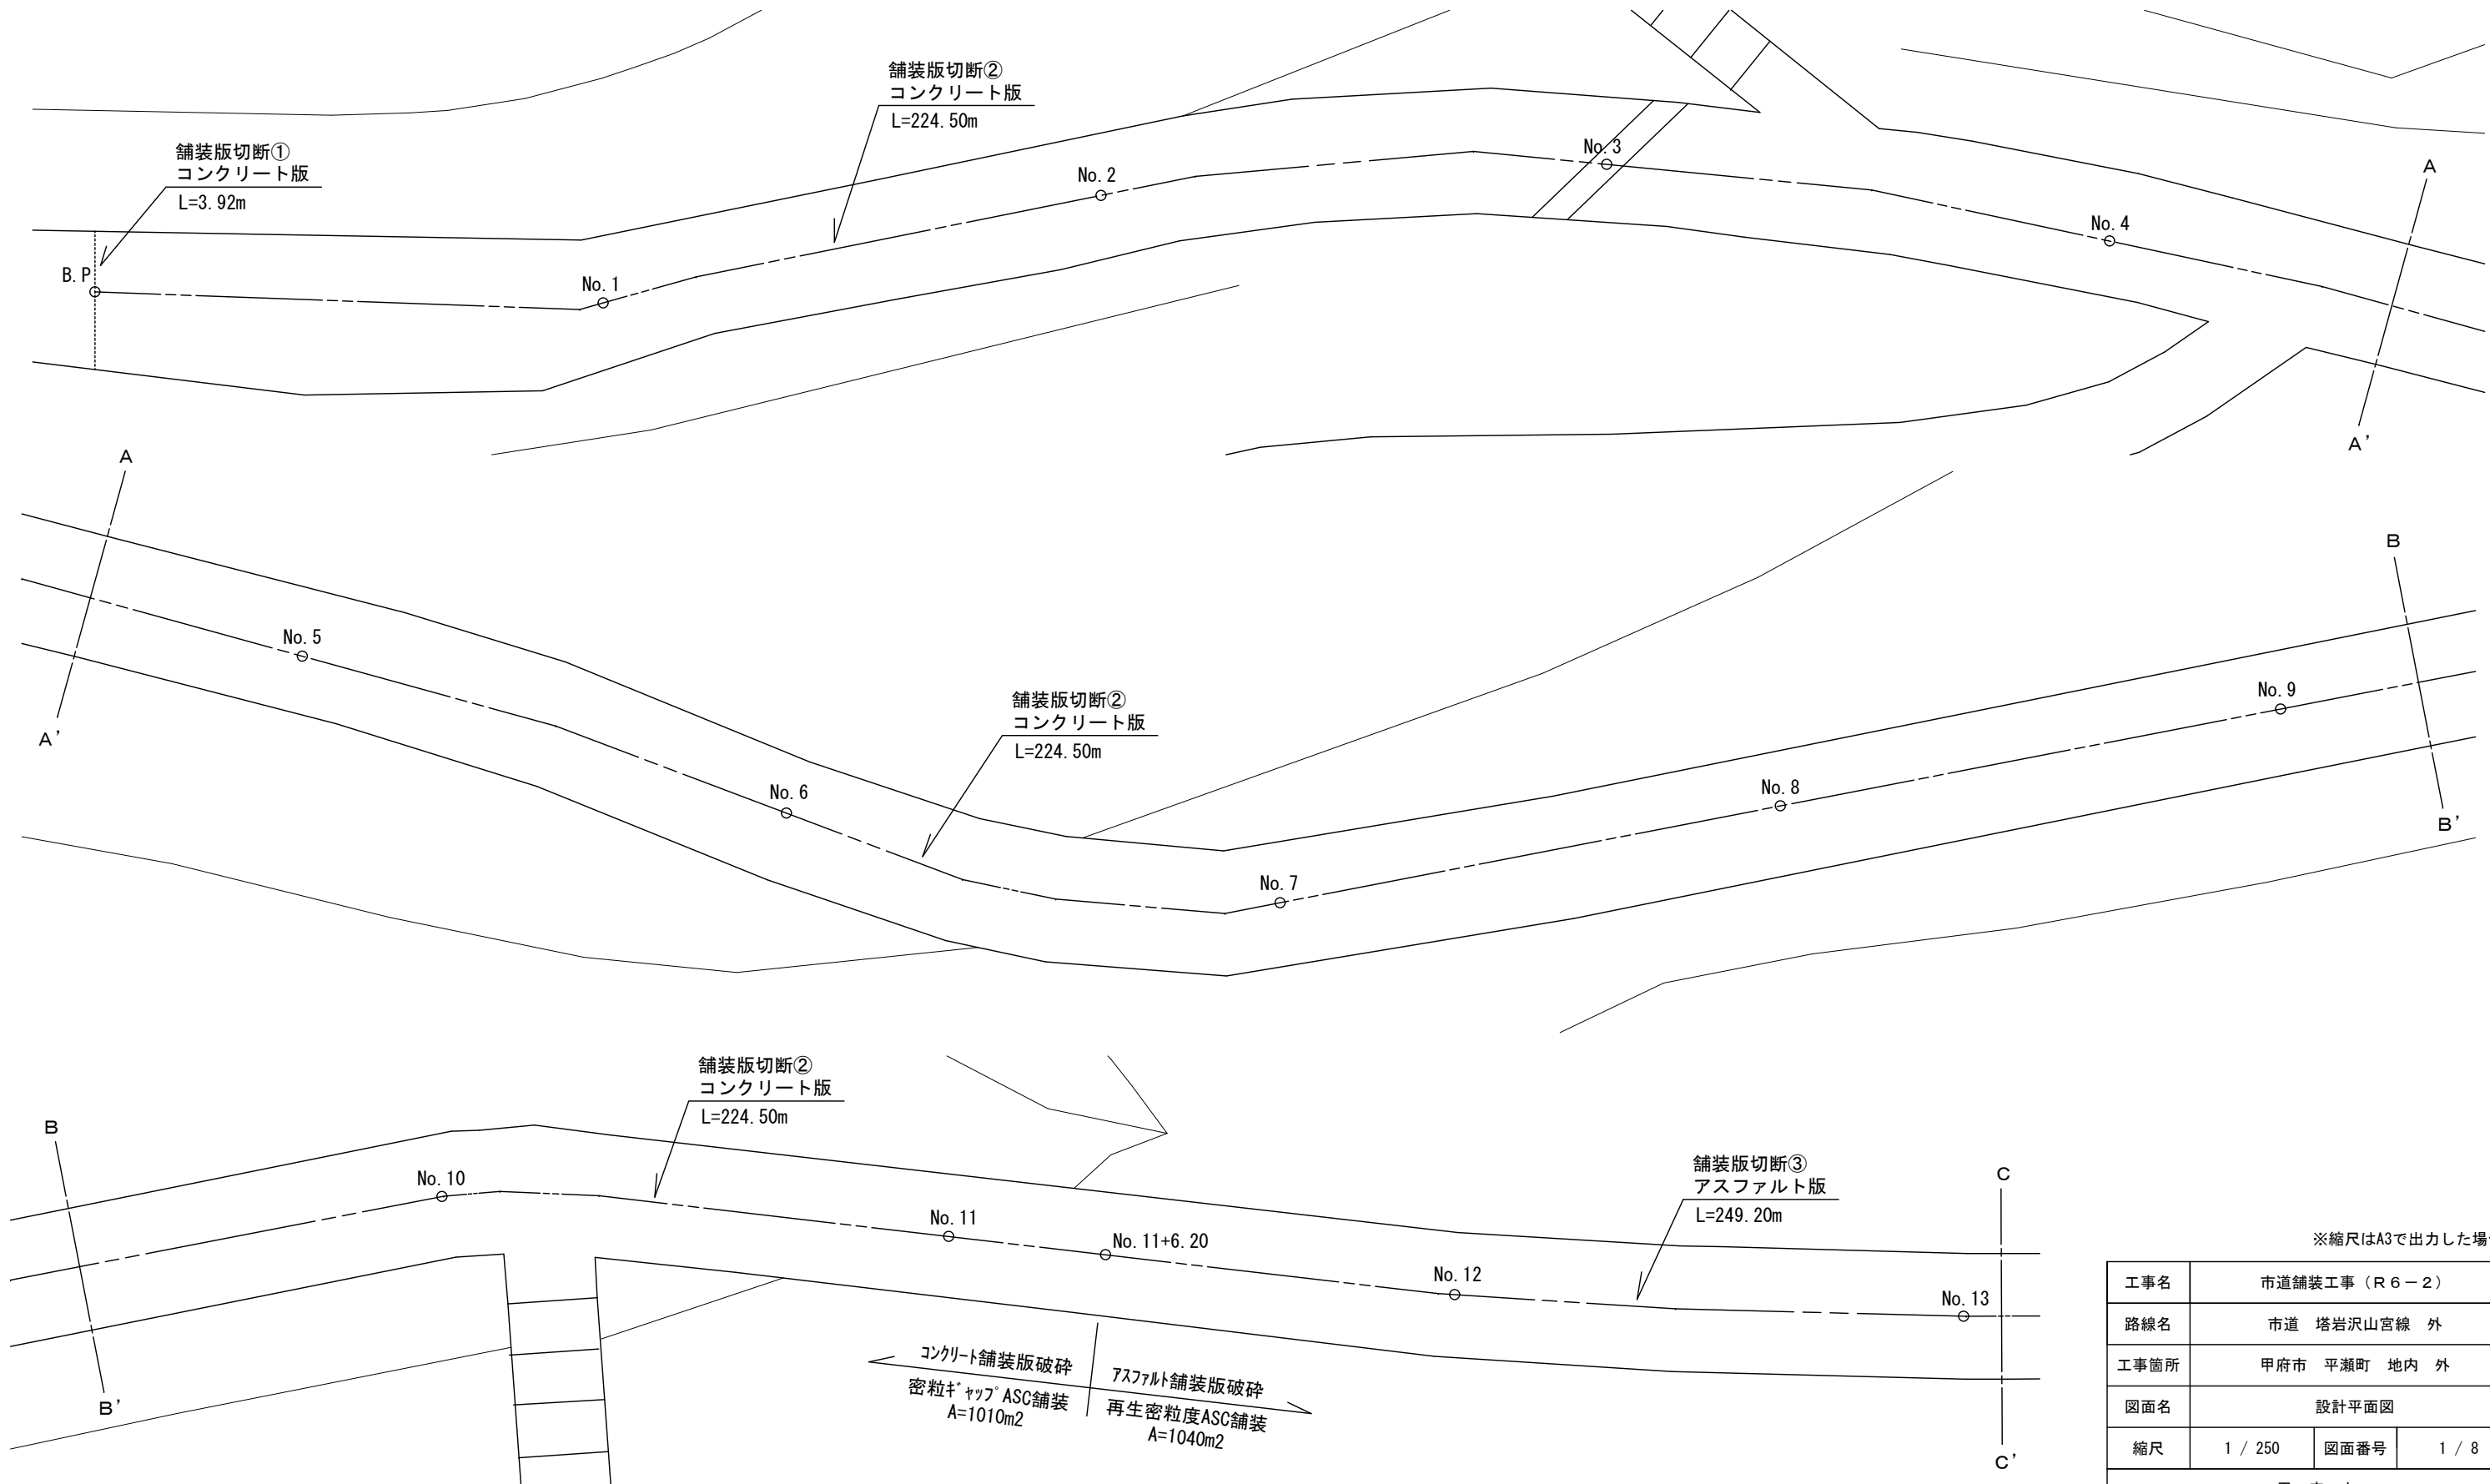 舗装版切断②
コンクリート版
L=224.50m
舗装版切断①
コンクリート版
L=3.92m
B.P
No.1
No.2
No.3
No.4
A
A'
A
A'
No.5
No.6
舗装版切断②
コンクリート版
L=224.50m
No.7
No.8
No.9
B
B'
B
B'
舗装版切断②
コンクリート版
L=224.50m
No.10
No.11
No.11+6.20
No.12
舗装版切断③
アスファルト版
L=249.20m
No.13
C
C'
コンクリート舗装版破砕
密粒ギャップASC舗装
A=1010m2
アスファルト舗装版破砕
再生密粒度ASC舗装
A=1040m2
※縮尺はA3で出力した場
工事名 市道舗装工事（R6-2）
路線名 市道 塔岩沢山宮線 外
工事箇所 甲府市 平瀬町 地内 外
図面名 設計平面図
縮尺 1 / 250 図面番号 1 / 8